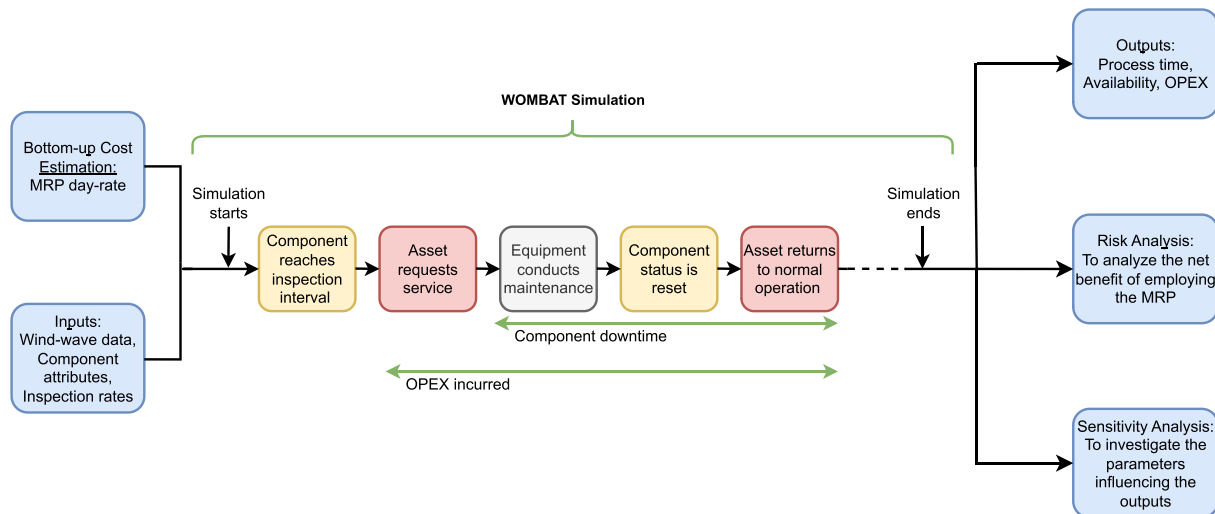 Bottom-up Cost
Estimation:
MRP day-rate
Inputs:
Wind-wave data,
Component
attributes,
Inspection rates
WOMBAT Simulation
Simulation
starts
Component
reaches
inspection
interval
Asset
requests
service
Equipment
conducts
maintenance
Component
status is
reset
Asset returns
to normal
operation
Component downtime
OPEX incurred
Simulation
ends
Outputs:
Process time,
Availability, OPEX
Risk Analysis:
To analyze the net
benefit of employing
the MRP
Sensitivity Analysis:
To investigate the
parameters
influencing the
outputs